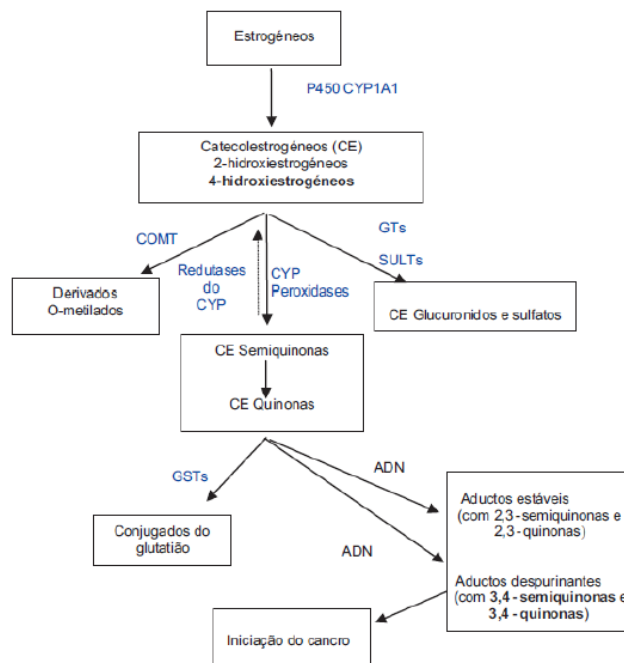 Estrogéneos
P450 CYP1A1
Catecolestrogéneos (CE)
2-hidroxiestrogéneos
4-hidroxiestrogéneos
COMT
GTs
SULTs
Redutases
do
CYP
CYP
Peroxidases
Derivados
O-metilados
CE Glucuronidos e sulfatos
CE Semiquinonas
CE Quinonas
GSTs
ADN
ADN
Conjugados do
glutatião
Aductos estáveis
(com 2,3-semiquinonas e
2,3-quinonas)
Aductos despurinantes
(com 3,4-semiquinonas e
3,4-quinonas)
Iniciação do cancro